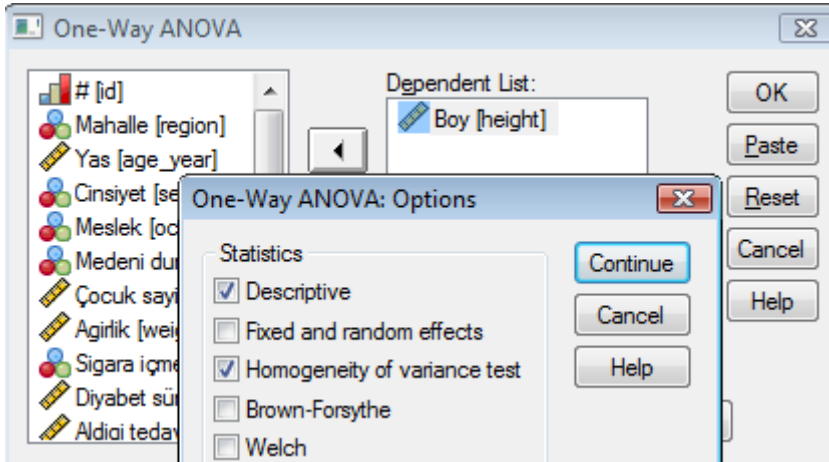 One-Way ANOVA
# [id]
Mahalle [region]
Yas [age_year]
Cinsiyet [se
Meslek [oc
Medeni dur
Çocuk sayi
Agirlik [weig
Sigara içme
Diyabet sür
Aldigi tedav
Dependent List:
Boy [height]
OK
Paste
Reset
Cancel
Help
One-Way ANOVA: Options
Statistics
Descriptive
Fixed and random effects
Homogeneity of variance test
Brown-Forsythe
Welch
Continue
Cancel
Help